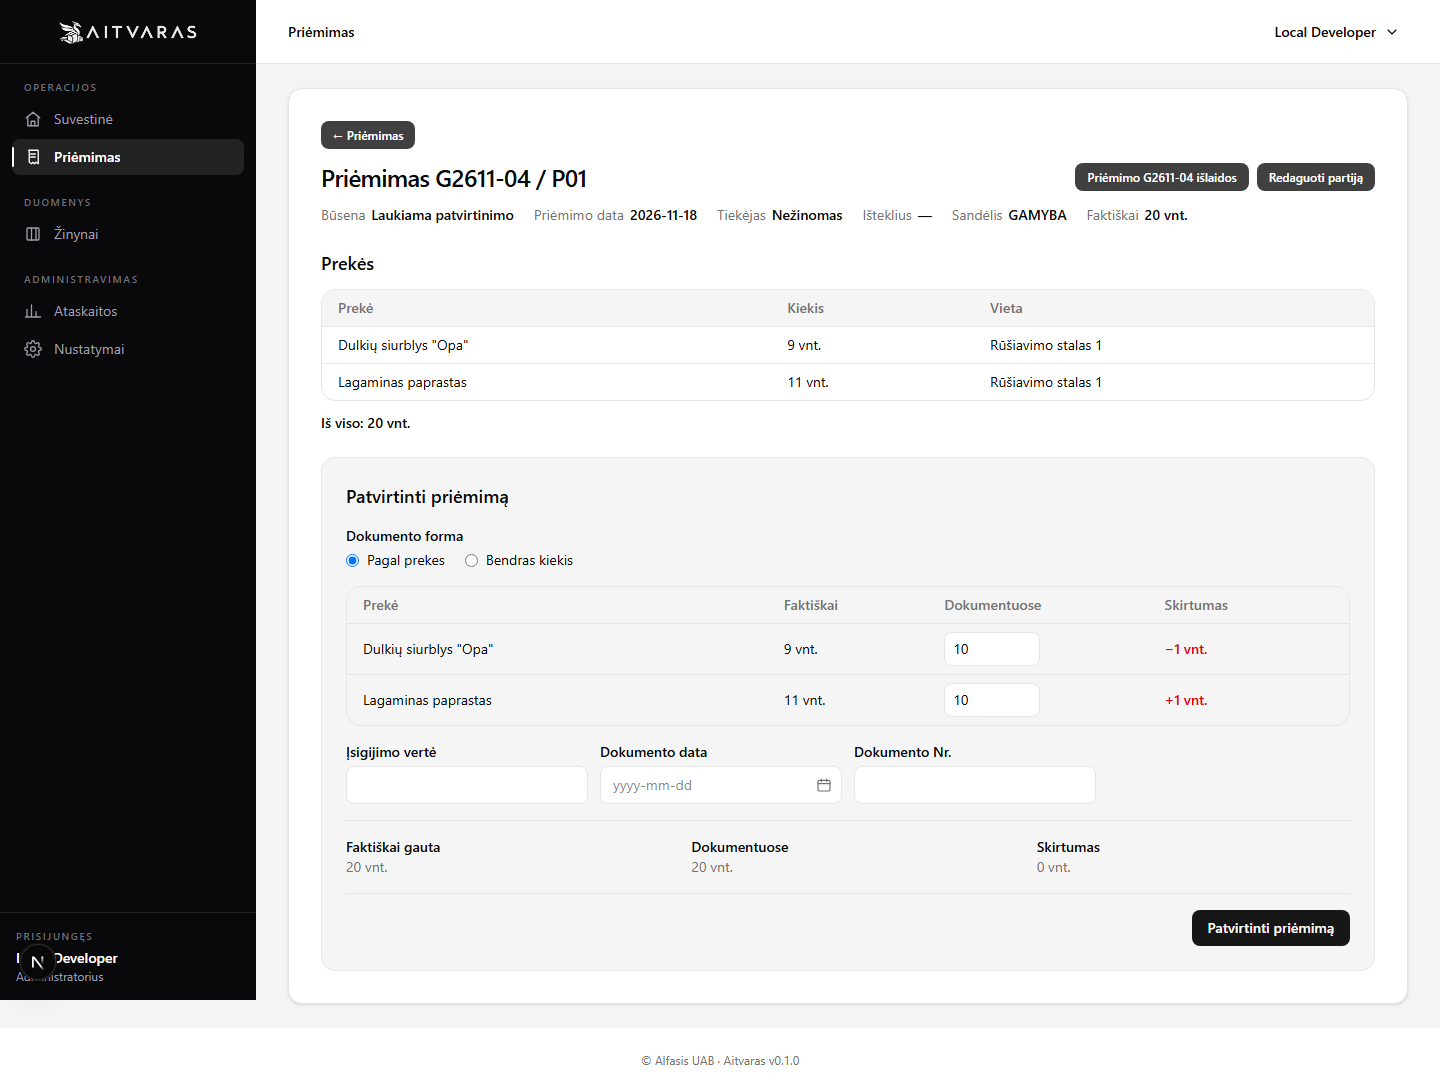 AITVARAS
Priėmimas
Local Developer
OPERACIJOS
Suvestinė
Priėmimas
DUOMENYS
Žinynai
ADMINISTRAVIMAS
Ataskaitos
Nustatymai
← Priėmimas
Priėmimas G2611-04 / P01
Priėmimo G2611-04 išlaidos
Redaguoti partiją
Būsena Laukiama patvirtinimo Priėmimo data 2026-11-18 Tiekėjas Nežinomas Išteklius — Sandėlis GAMYBA Faktiškai 20 vnt.
Prekės
Prekė Kiekis Vieta
Dulkių siurblys "Opa" 9 vnt. Rūšiavimo stalas 1
Lagaminas paprastas 11 vnt. Rūšiavimo stalas 1
Iš viso: 20 vnt.
Patvirtinti priėmimą
Dokumento forma
Pagal prekes Bendras kiekis
Prekė Faktiškai Dokumentuose Skirtumas
Dulkių siurblys "Opa" 9 vnt. 10 −1 vnt.
Lagaminas paprastas 11 vnt. 10 +1 vnt.
Įsigijimo vertė Dokumento data Dokumento Nr.
yyyy-mm-dd
Faktiškai gauta Dokumentuose Skirtumas
20 vnt. 20 vnt. 0 vnt.
Patvirtinti priėmimą
PRISIJUNGĘS
Developer
N
© Alfasis UAB · Aitvaras v0.1.0